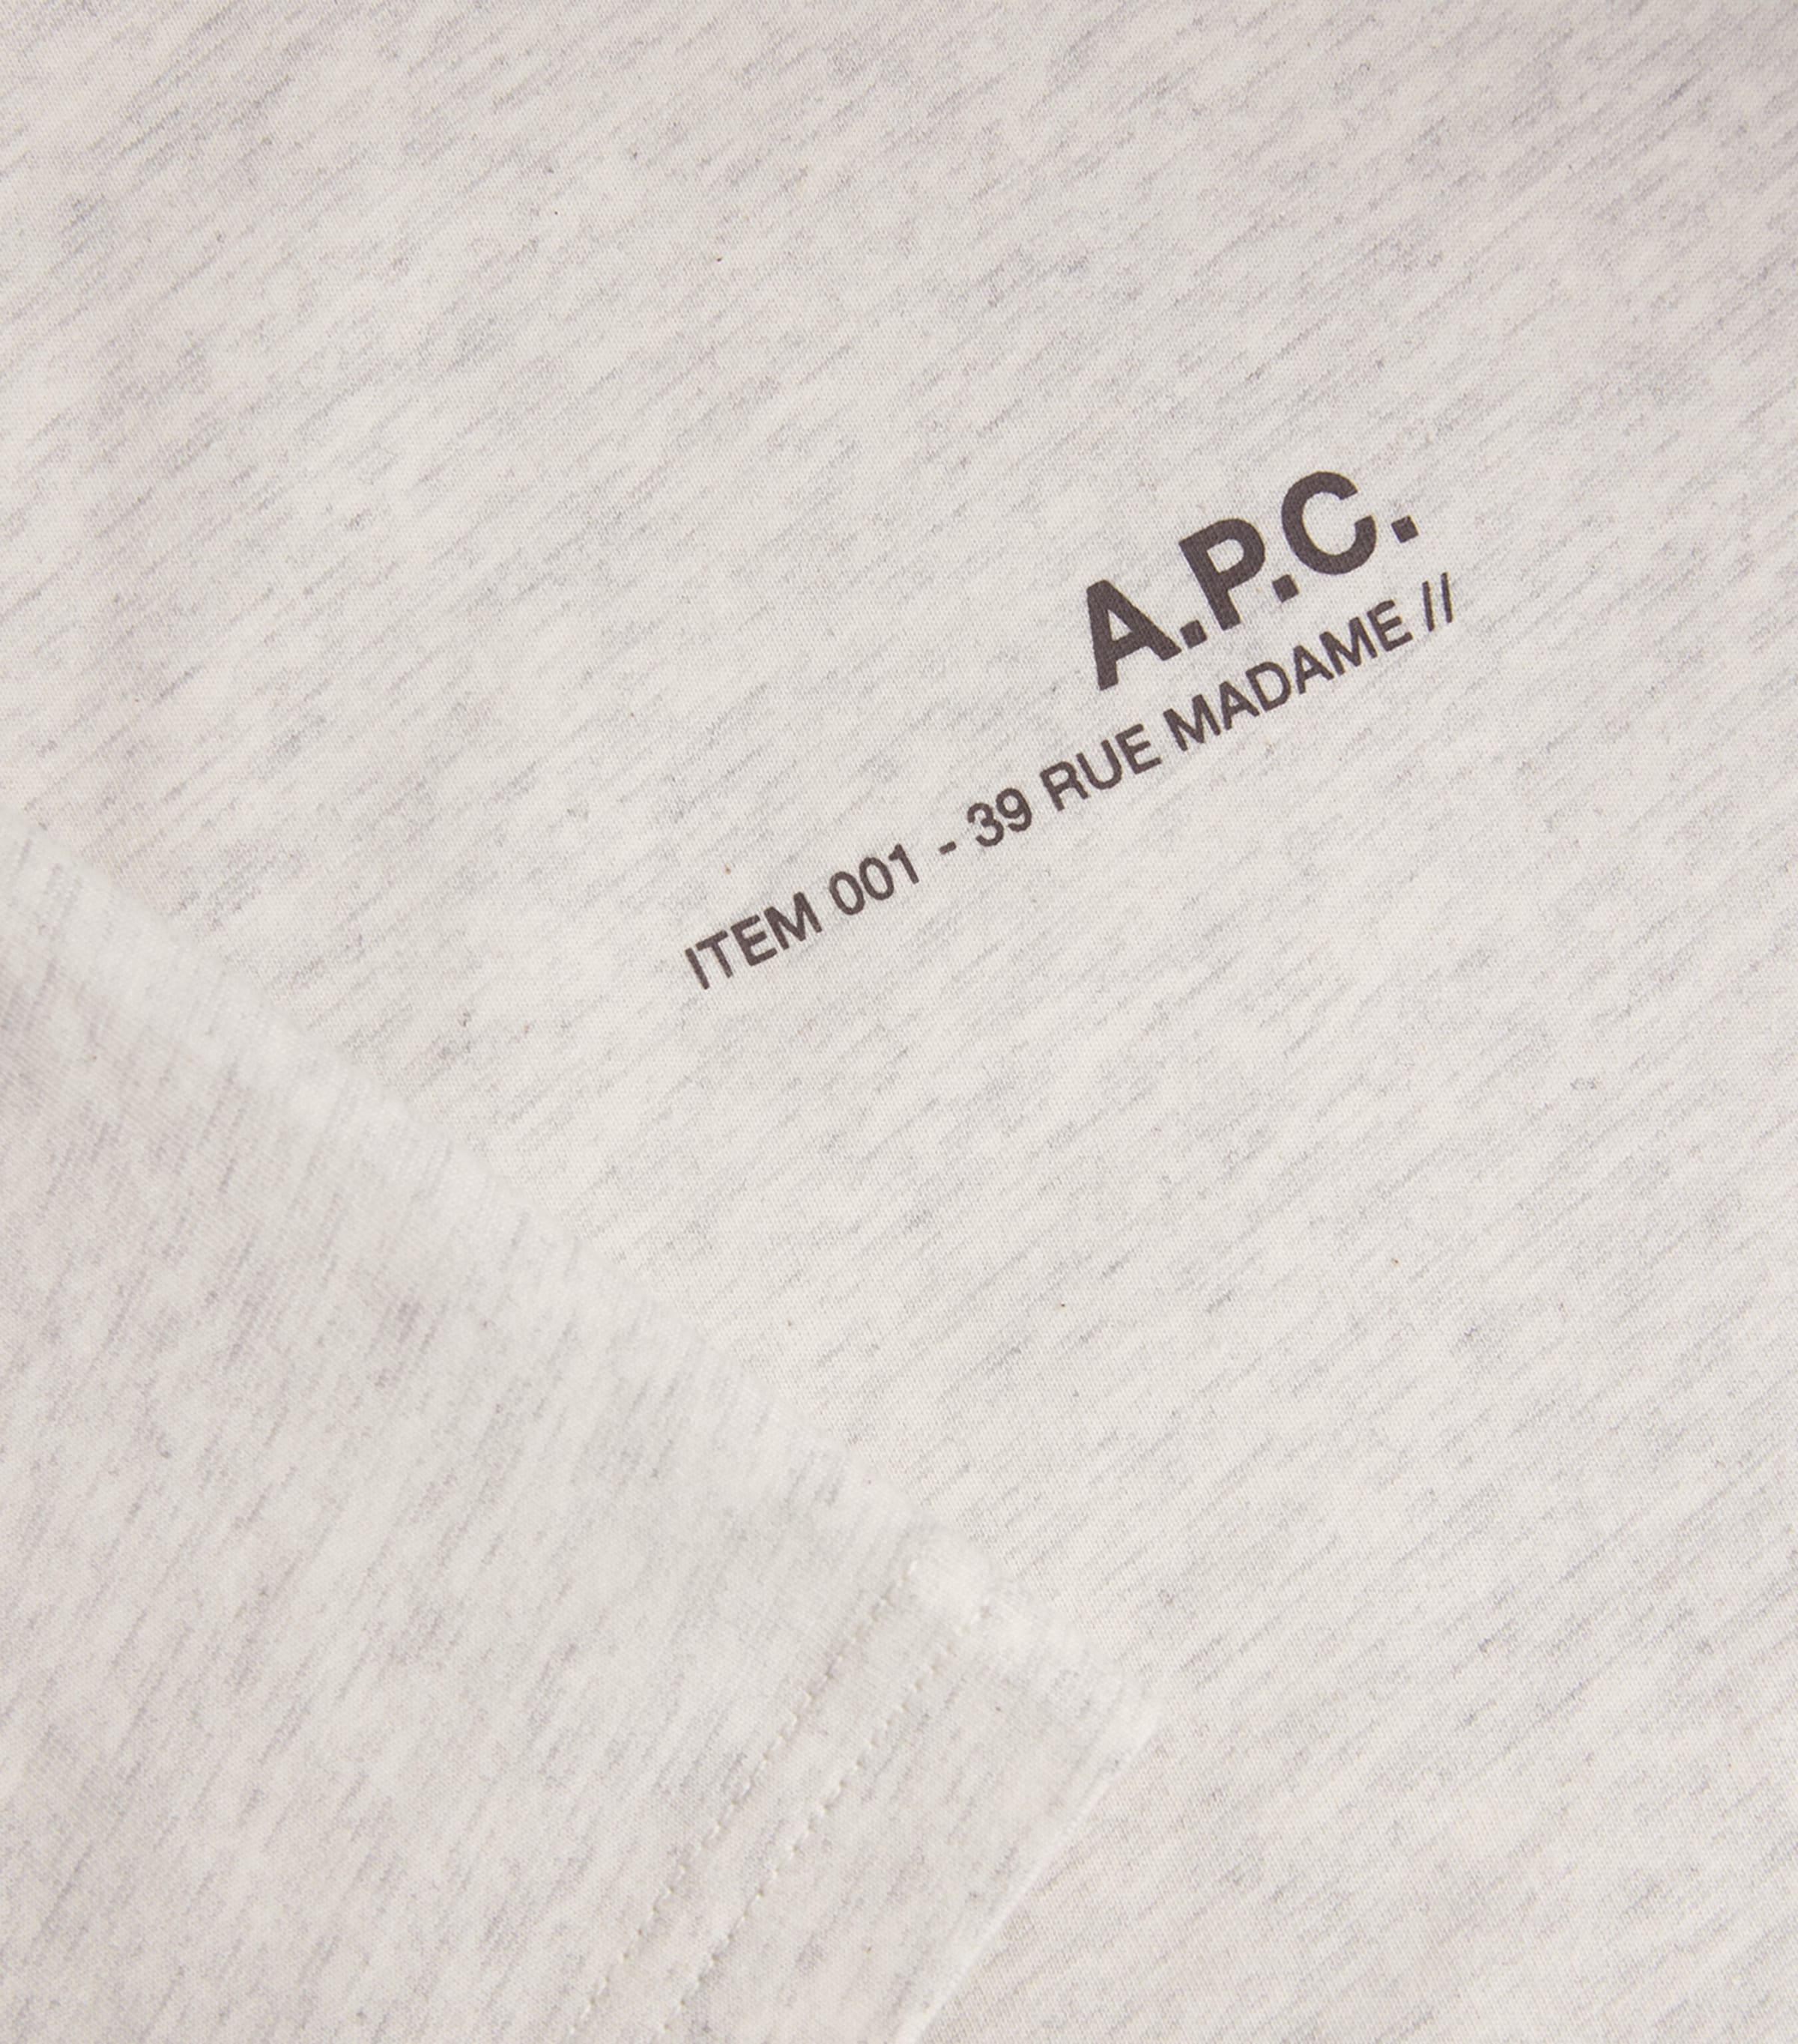 A.P.C.
ITEM 001 - 39 RUE MADAME //